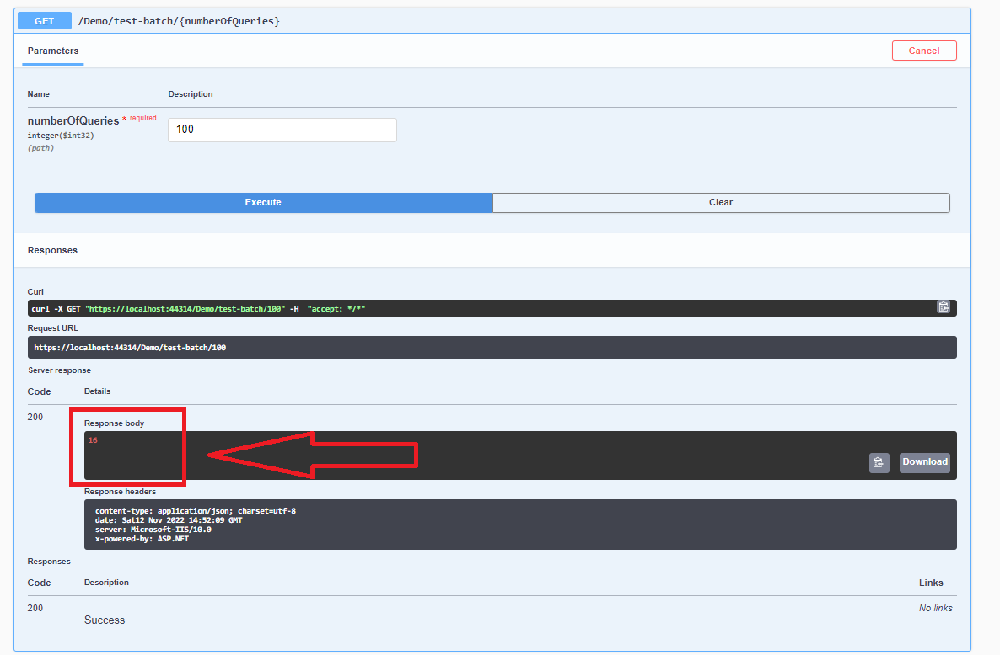 GET /Demo/test-batch/{numberOfQueries}
Parameters
Cancel
Name Description
numberOfQueries * required
integer($int32)
(path)
100
Execute Clear
Responses
Curl
curl -X GET "https://localhost:44314/Demo/test-batch/100" -H "accept: */*"
Request URL
https://localhost:44314/Demo/test-batch/100
Server response
Code Details
200
Response body
16
Download
Response headers
content-type: application/json; charset=utf-8
date: Sat12 Nov 2022 14:52:09 GMT
server: Microsoft-IIS/10.0
x-powered-by: ASP.NET
Responses
Code Description Links
200 No links
Success